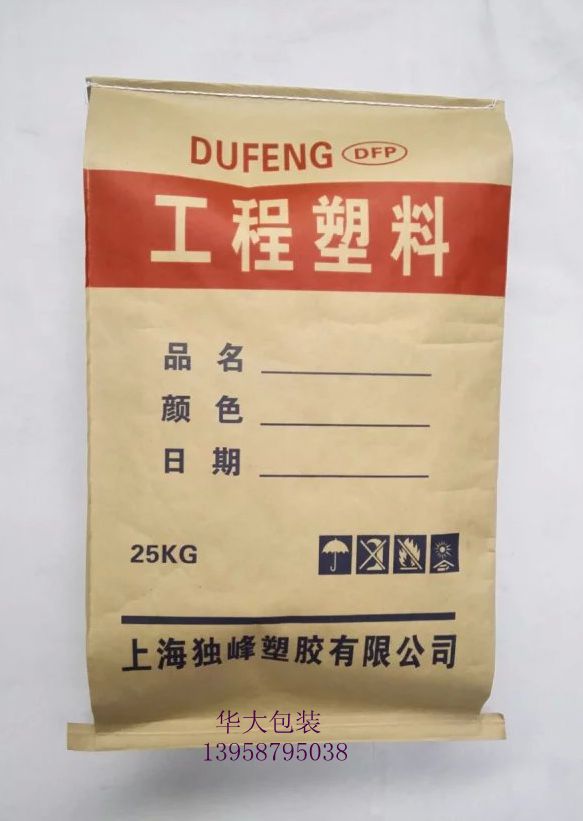 DUFENG DFP
工程塑料
品名
颜色
日期
25KG
上海独峰塑胶有限公司
华大包装
13958795038